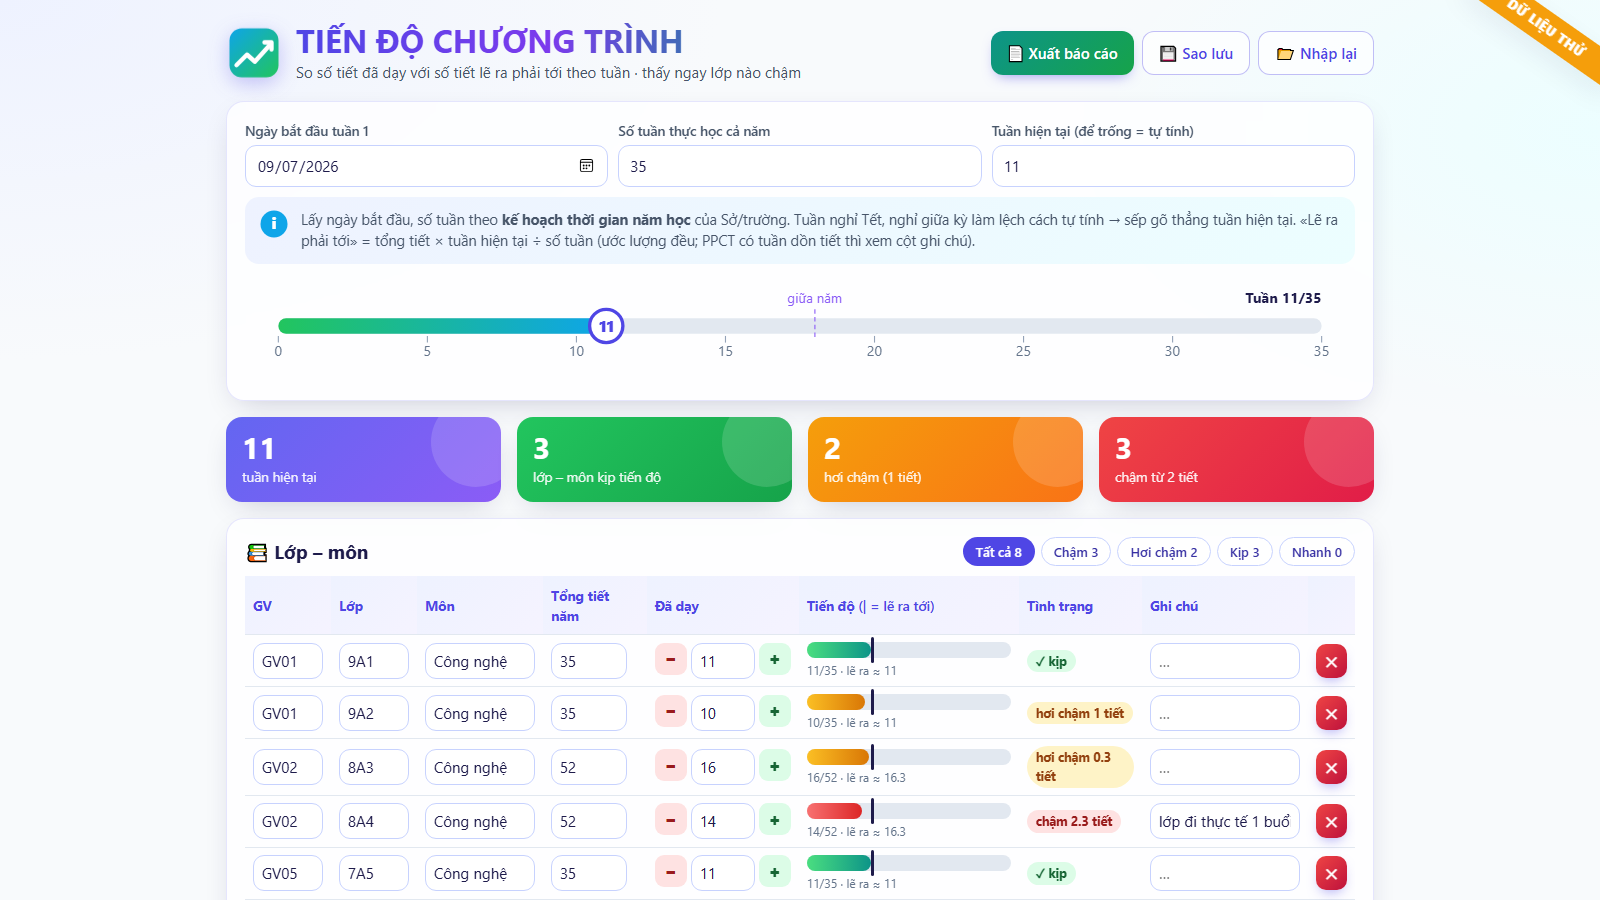 TIẾN ĐỘ CHƯƠNG TRÌNH
So số tiết đã dạy với số tiết lẽ ra phải tới theo tuần · thấy ngay lớp nào chậm
Xuất báo cáo
Sao lưu
Nhập lại
DỮ LIỆU THỬ
Ngày bắt đầu tuần 1
Số tuần thực học cả năm
Tuần hiện tại (để trống = tự tính)
09/07/2026
35
11
Lấy ngày bắt đầu, số tuần theo kế hoạch thời gian năm học của Sở/trường. Tuần nghỉ Tết, nghỉ giữa kỳ làm lệch cách tự tính → sếp gõ thẳng tuần hiện tại. «Lẽ ra
phải tới» = tổng tiết × tuần hiện tại ÷ số tuần (ước lượng đều; PPCT có tuần dồn tiết thì xem cột ghi chú).
giữa năm
Tuần 11/35
11
0 5 10 15 20 25 30 35
11
tuần hiện tại
3
lớp – môn kịp tiến độ
2
hơi chậm (1 tiết)
3
chậm từ 2 tiết
Lớp – môn
Tất cả 8
Chậm 3
Hơi chậm 2
Kịp 3
Nhanh 0
GV Lớp Môn Tổng tiết năm Đã dạy Tiến độ (| = lẽ ra tới) Tình trạng Ghi chú
GV01 9A1 Công nghệ 35 − 11 + ✓ kịp ... ×
11/35 · lẽ ra ≈ 11
GV01 9A2 Công nghệ 35 − 10 + hơi chậm 1 tiết ... ×
10/35 · lẽ ra ≈ 11
GV02 8A3 Công nghệ 52 − 16 + hơi chậm 0.3 tiết ... ×
16/52 · lẽ ra ≈ 16.3
GV02 8A4 Công nghệ 52 − 14 + chậm 2.3 tiết lớp đi thực tế 1 buổ ×
14/52 · lẽ ra ≈ 16.3
GV05 7A5 Công nghệ 35 − 11 + ✓ kịp ... ×
11/35 · lẽ ra ≈ 11